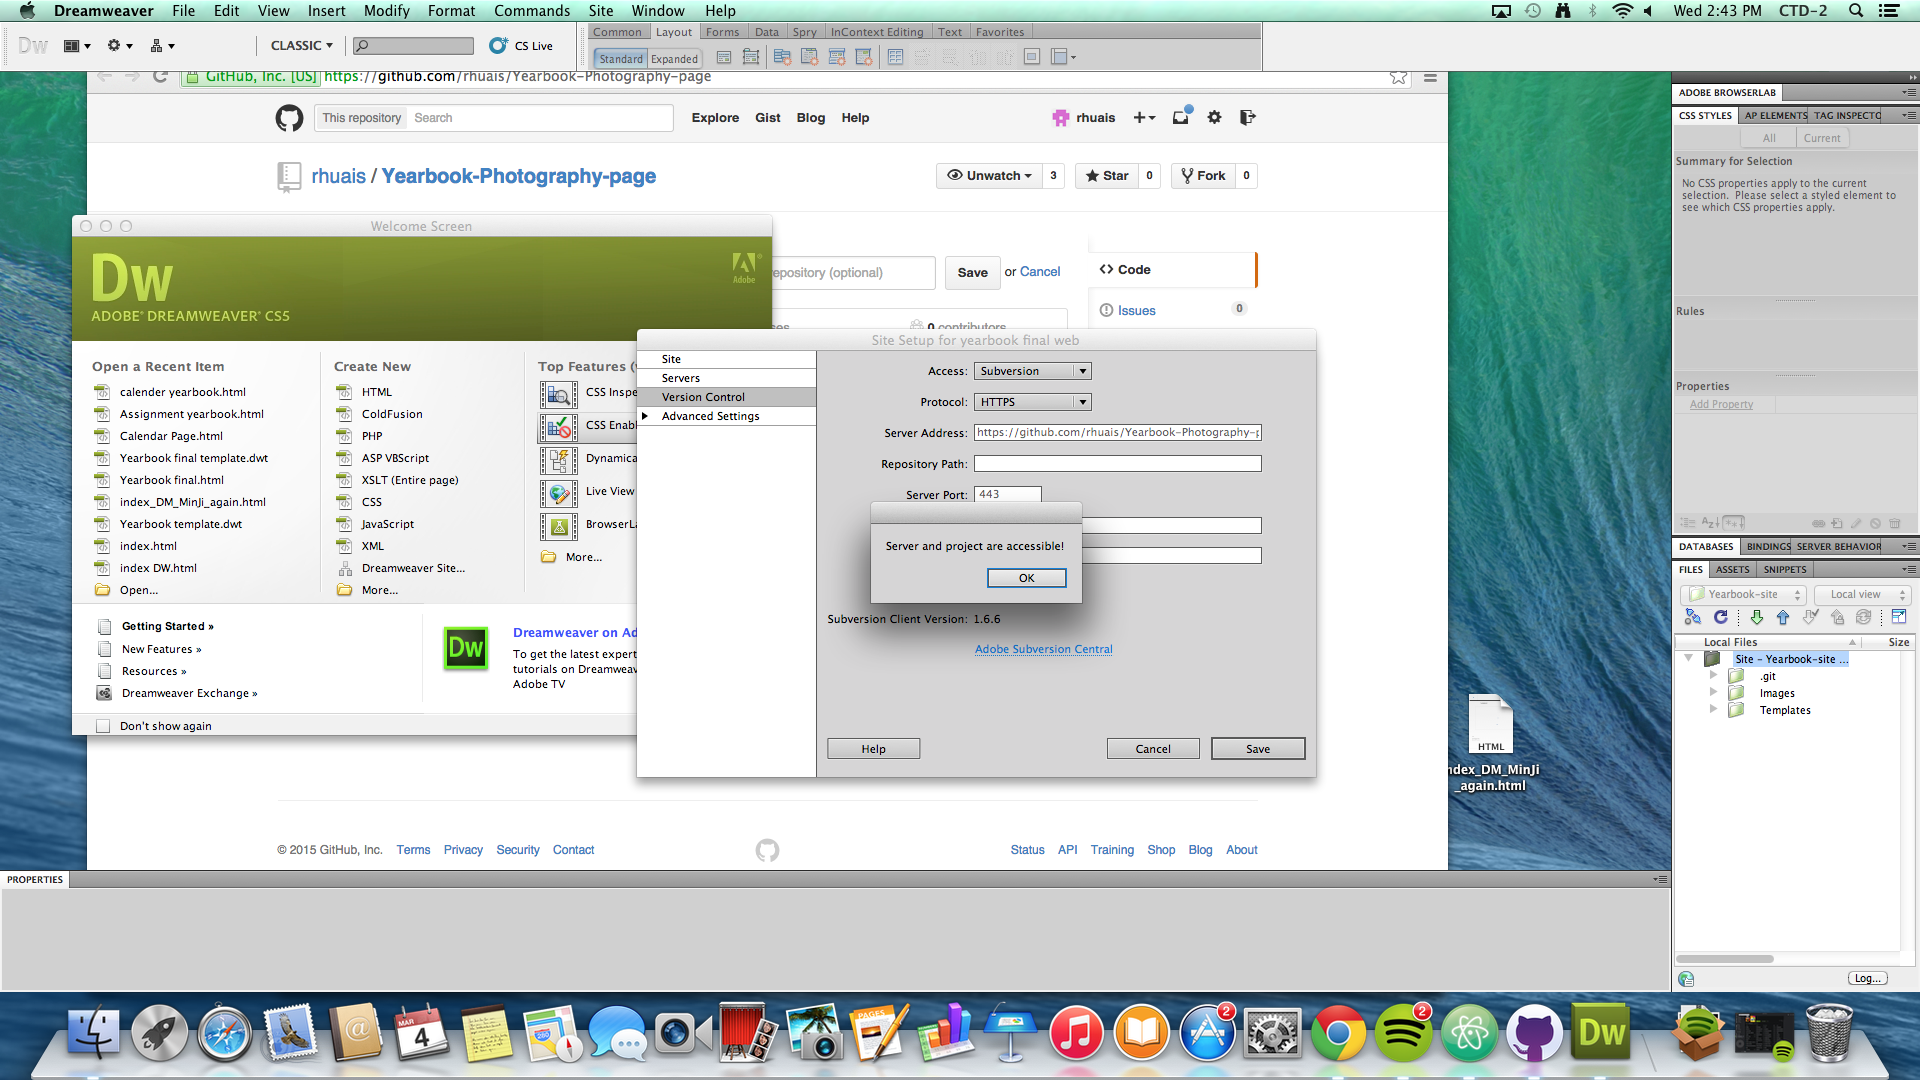 Dreamweaver File Edit View Insert Modify Format Commands Site Window Help Wed 2:43 PM CTD-2
Dw CLASSIC CS Live
Common Layout Forms Data Spry InContext Editing Text Favorites
Standard Expanded
GitHub, Inc. [US] https://github.com/rhuais/Yearbook-Photography-page
This repository Search Explore Gist Blog Help rhuais
rhuais / Yearbook-Photography-page Unwatch 3 Star 0 Fork 0
epository (optional) Save or Cancel
Code
Issues 0
0 contributors
Welcome Screen
Dw
ADOBE® DREAMWEAVER® CS5
Adobe
Open a Recent Item
calender yearbook.html
Assignment yearbook.html
Calendar Page.html
Yearbook final template.dwt
Yearbook final.html
index_DM_MinJi_again.html
Yearbook template.dwt
index.html
index DW.html
Open...
Create New
HTML
ColdFusion
PHP
ASP VBScript
XSLT (Entire page)
CSS
JavaScript
XML
Dreamweaver Site...
More...
Top Features (
CSS Inspe
CSS Enab
Dynamica
Live View
BrowserLa
More...
Getting Started »
New Features »
Resources »
Dreamweaver Exchange »
Dw
Dreamweaver on Ad
To get the latest expert
tutorials on Dreamweav
Adobe TV
Don't show again
Site Setup for yearbook final web
Site
Servers
Version Control
Advanced Settings
Access: Subversion
Protocol: HTTPS
Server Address: https://github.com/rhuais/Yearbook-Photography-p
Repository Path:
Server Port: 443
Server and project are accessible!
OK
Subversion Client Version: 1.6.6
Adobe Subversion Central
Help Cancel Save
© 2015 GitHub, Inc. Terms Privacy Security Contact Status API Training Shop Blog About
HTML
ndex_DM_MinJi
_again.html
PROPERTIES
ADOBE BROWSERLAB
CSS STYLES AP ELEMENTS TAG INSPECTO
All Current
Summary for Selection
No CSS properties apply to the current
selection. Please select a styled element to
see which CSS properties apply.
Rules
Properties
Add Property
DATABASES BINDINGS SERVER BEHAVIOR
FILES ASSETS SNIPPETS
Yearbook-site Local view
Local Files Size
Site - Yearbook-site ...
.git
Images
Templates
Log...
MAR
4
PAGES
2
2
Dw